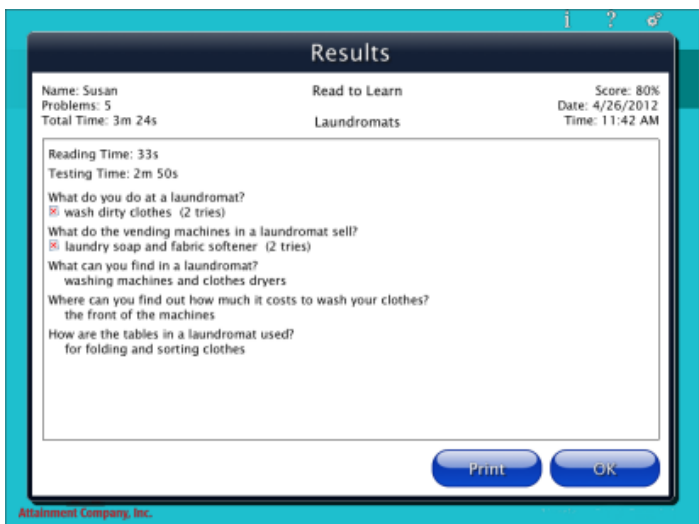 i ?
Results
Name: Susan Read to Learn Score: 80%
Problems: 5 Date: 4/26/2012
Total Time: 3m 24s Laundromats Time: 11:42 AM
Reading Time: 33s
Testing Time: 2m 50s
What do you do at a laundromat?
wash dirty clothes (2 tries)
What do the vending machines in a laundromat sell?
laundry soap and fabric softener (2 tries)
What can you find in a laundromat?
washing machines and clothes dryers
Where can you find out how much it costs to wash your clothes?
the front of the machines
How are the tables in a laundromat used?
for folding and sorting clothes
Print OK
Attainment Company, Inc.